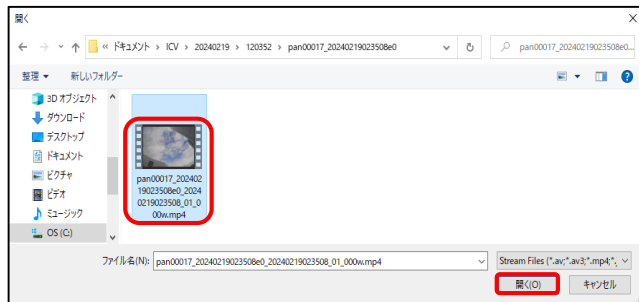 開く
« ドキュメント › ICV › 20240219 › 120352 › pan00017_20240219023508e0
pan00017_20240219023508e0...
整理 ▼ 新しいフォルダー
3D オブジェクト
ダウンロード
デスクトップ
ドキュメント
ピクチャ
ビデオ
ミュージック
OS (C:)
pan00017_202402
19023508e0_2024
0219023508_01_0
00w.mp4
ファイル名(N): pan00017_20240219023508e0_20240219023508_01_000w.mp4
Stream Files (*.av;*.av3;*.mp4;*,
開く(O) キャンセル